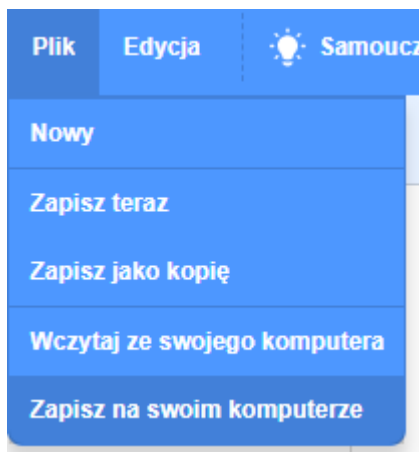 Plik Edycja Samoucz
Nowy
Zapisz teraz
Zapisz jako kopię
Wczytaj ze swojego komputera
Zapisz na swoim komputerze